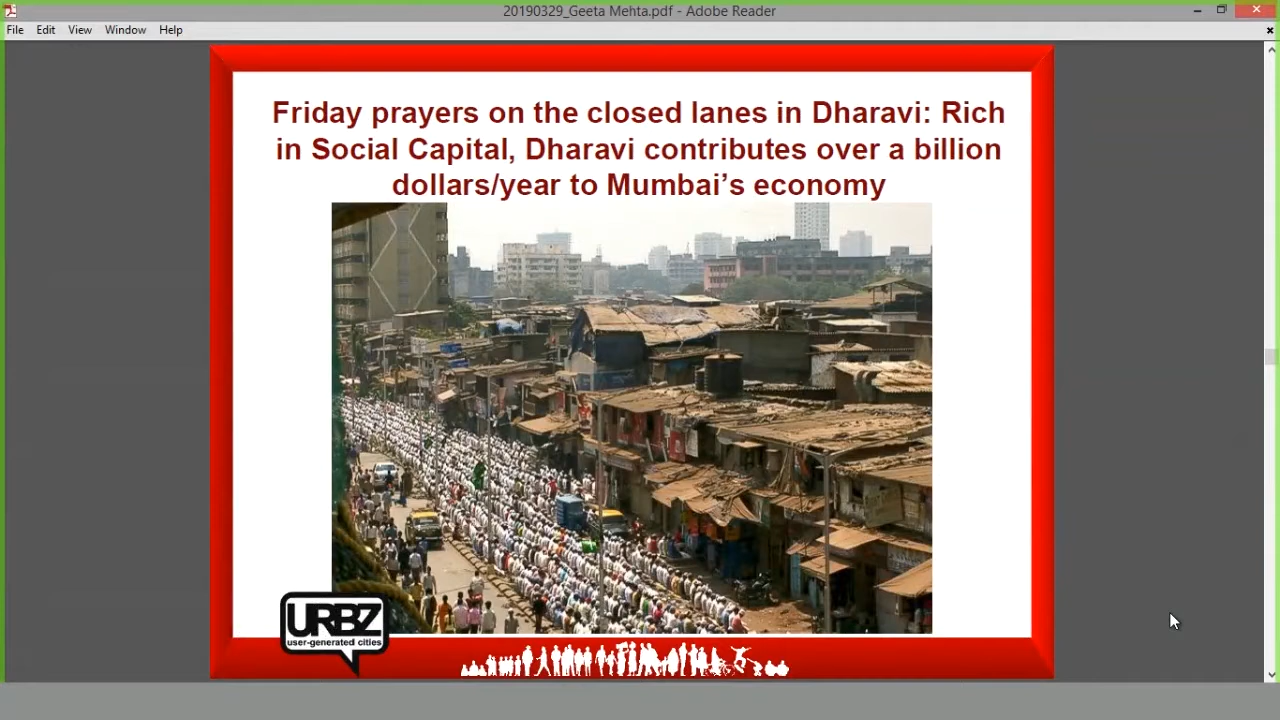 20190329_Geeta Mehta.pdf - Adobe Reader
File Edit View Window Help
Friday prayers on the closed lanes in Dharavi: Rich
in Social Capital, Dharavi contributes over a billion
dollars/year to Mumbai’s economy
URBZ
user-generated cities